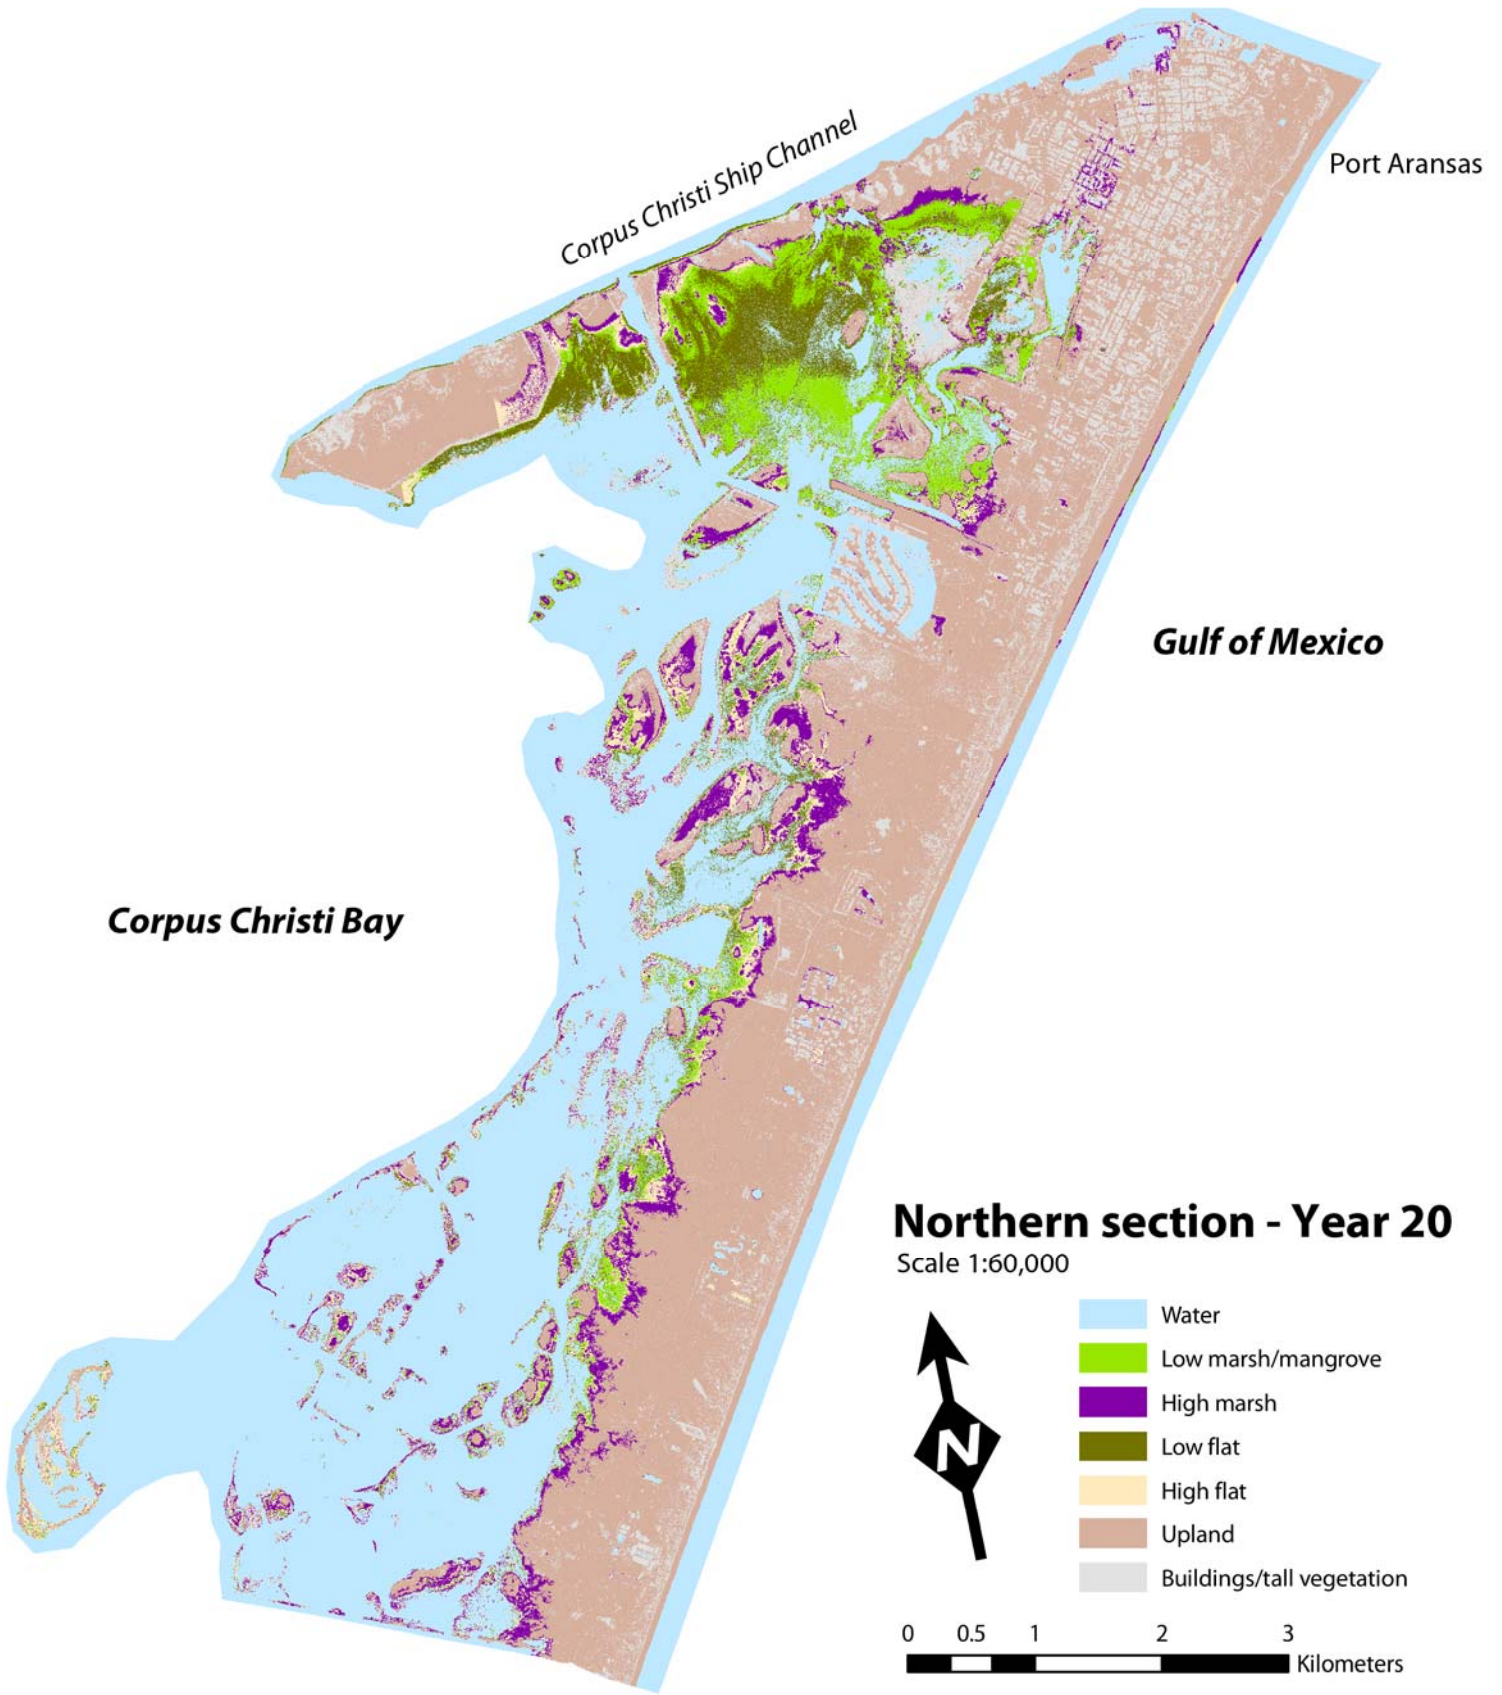 Corpus Christi Ship Channel
Port Aransas
Gulf of Mexico
Corpus Christi Bay
Northern section - Year 20
Scale 1:60,000
N
Water
Low marsh/mangrove
High marsh
Low flat
High flat
Upland
Buildings/tall vegetation
0 0.5 1 2 3
Kilometers